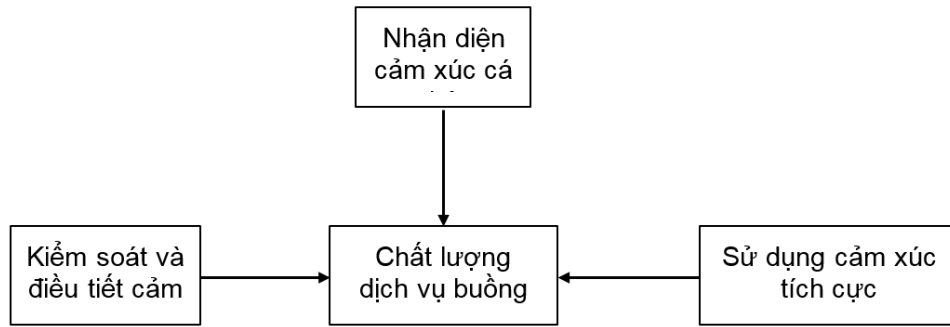 Nhận diện
cảm xúc cá
Kiểm soát và
điều tiết cảm
Chất lượng
dịch vụ buồng
Sử dụng cảm xúc
tích cực